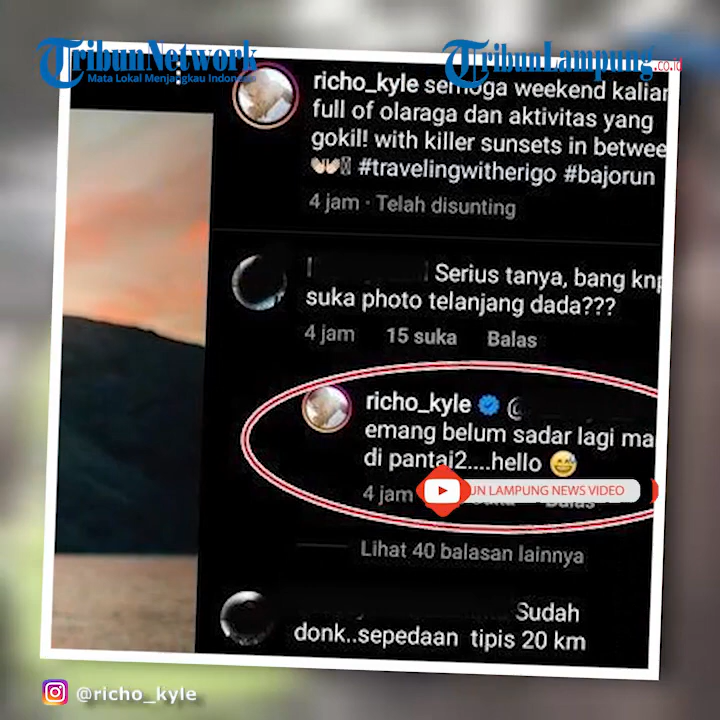 TribunNetwork
Mata Lokal Menjangkau Indonesia
TribunLampung.co.id
richo_kyle semoga weekend kalian
full of olaraga dan aktivitas yang
gokil! with killer sunsets in betwee
👐🏻 #travelingwitherigo #bajorun
4 jam · Telah disunting
Serius tanya, bang knp
suka photo telanjang dada???
4 jam 15 suka Balas
richo_kyle @
emang belum sadar lagi ma
di pantai2....hello 😅
4 jam Balas
UN LAMPUNG NEWS VIDEO
Lihat 40 balasan lainnya
Sudah
donk..sepedaan tipis 20 km
@richo_kyle